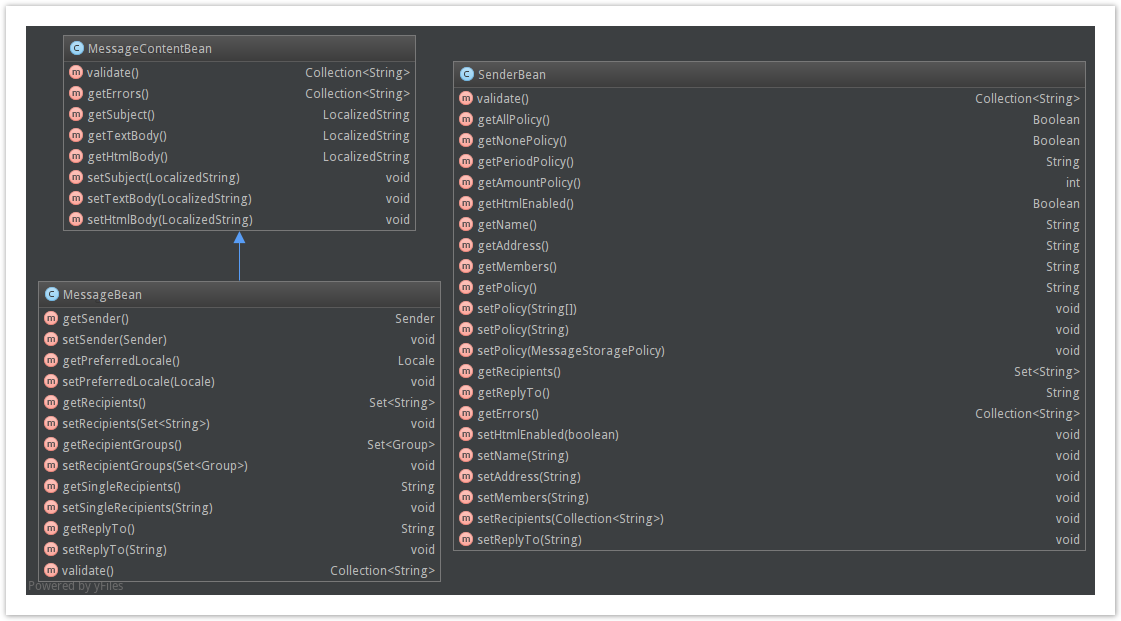 MessageContentBean
validate() Collection<String>
getErrors() Collection<String>
getSubject() LocalizedString
getTextBody() LocalizedString
getHtmlBody() LocalizedString
setSubject(LocalizedString) void
setTextBody(LocalizedString) void
setHtmlBody(LocalizedString) void
MessageBean
getSender() Sender
setSender(Sender) void
getPreferredLocale() Locale
setPreferredLocale(Locale) void
getRecipients() Set<String>
setRecipients(Set<String>) void
getRecipientGroups() Set<Group>
setRecipientGroups(Set<Group>) void
getSingleRecipients() String
setSingleRecipients(String) void
getReplyTo() String
setReplyTo(String) void
validate() Collection<String>
Powered by yFiles
SenderBean
validate() Collection<String>
getAllPolicy() Boolean
getNonePolicy() Boolean
getPeriodPolicy() String
getAmountPolicy() int
getHtmlEnabled() Boolean
getName() String
getAddress() String
getMembers() String
getPolicy() String
setPolicy(String[]) void
setPolicy(String) void
setPolicy(MessageStoragePolicy) void
getRecipients() Set<String>
getReplyTo() String
getErrors() Collection<String>
setHtmlEnabled(boolean) void
setName(String) void
setAddress(String) void
setMembers(String) void
setRecipients(Collection<String>) void
setReplyTo(String) void